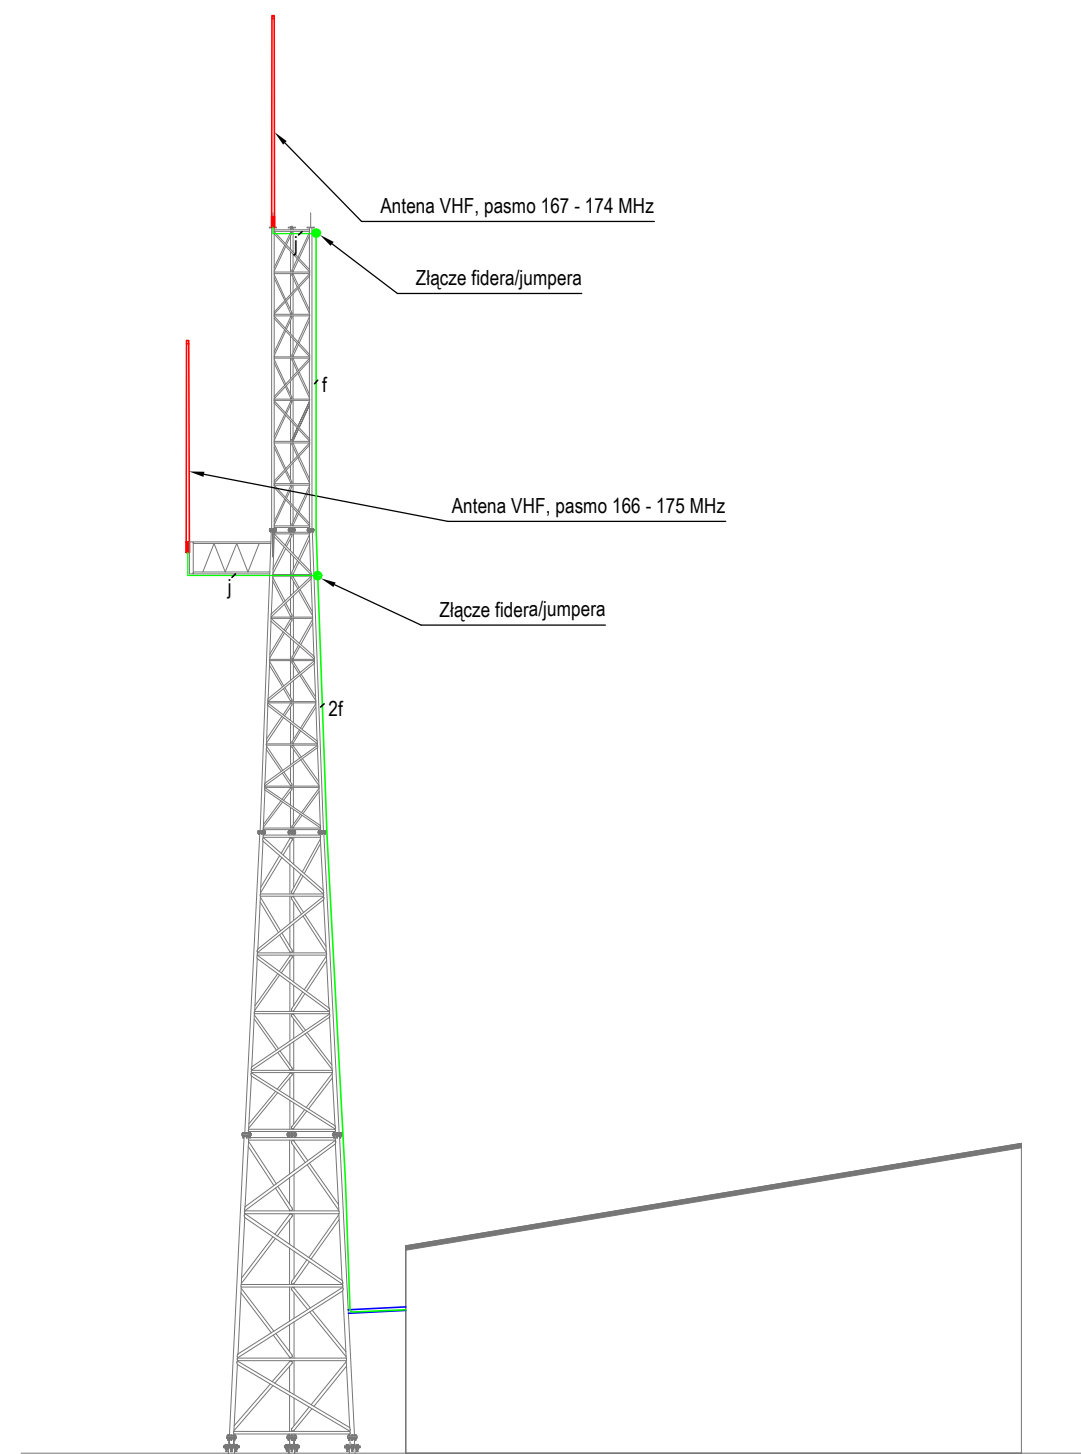 Antena VHF, pasmo 167 - 174 MHz
j
Złącze fidera/jumpera
f
Antena VHF, pasmo 166 - 175 MHz
j
Złącze fidera/jumpera
2f